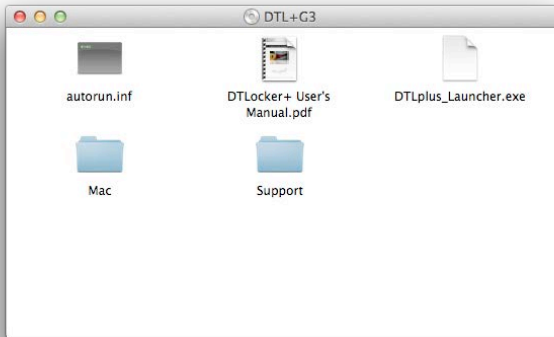 DTL+G3
autorun.inf
DTLocker+ User's
Manual.pdf
DTLplus_Launcher.exe
Mac
Support